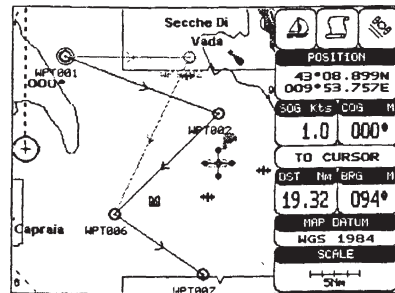 Secche Di
Vada
WPT001
000°
WPT002
Capraia
WPT006
WPT007
POSITION
43°08.899N
009°53.757E
SOG Kts COG M
1.0 000°
TO CURSOR
DST Nm BRG M
19.32 094°
MAP DATUM
WGS 1984
SCALE
5Nm